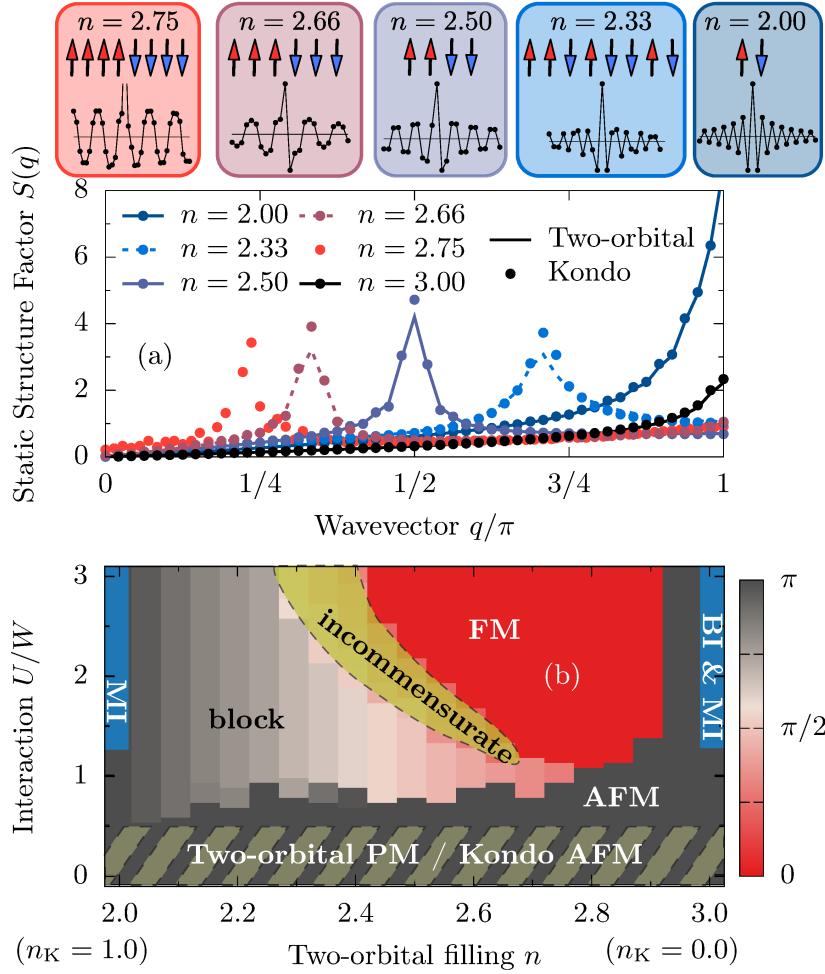 n = 2.75 n = 2.66 n = 2.50 n = 2.33 n = 2.00
Static Structure Factor S(q)
8
6
4
2
0
n = 2.00 n = 2.66
n = 2.33 n = 2.75
n = 2.50 n = 3.00
Two-orbital
Kondo
(a)
0 1/4 1/2 3/4 1
Wavevector q/π
Interaction U/W
3
2
1
0
MI
block
incommensurate
FM
(b)
BI & MI
AFM
Two-orbital PM / Kondo AFM
π
π/2
0
2.0 2.2 2.4 2.6 2.8 3.0
(nK = 1.0) Two-orbital filling n (nK = 0.0)